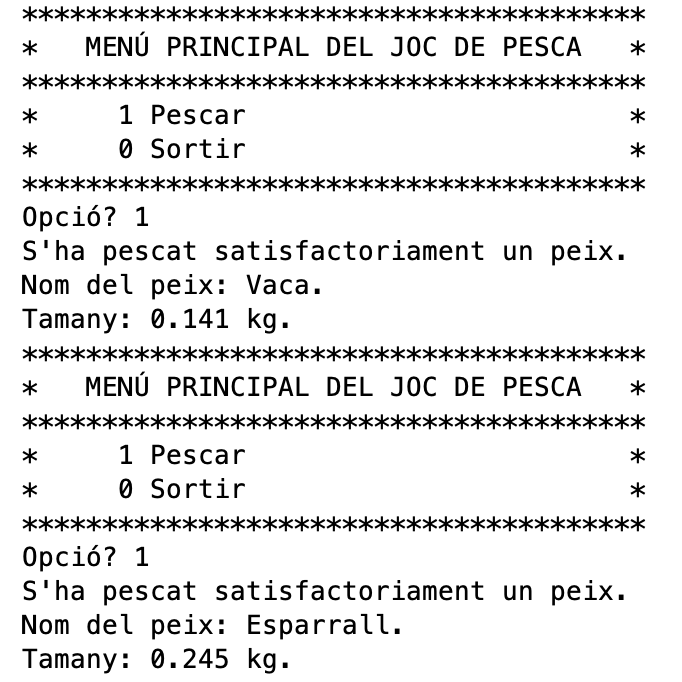 ***************************************
*   MENÚ PRINCIPAL DEL JOC DE PESCA   *
***************************************
*     1 Pescar                        *
*     0 Sortir                        *
***************************************
Opció? 1
S'ha pescat satisfactoriament un peix.
Nom del peix: Vaca.
Tamany: 0.141 kg.
***************************************
*   MENÚ PRINCIPAL DEL JOC DE PESCA   *
***************************************
*     1 Pescar                        *
*     0 Sortir                        *
***************************************
Opció? 1
S'ha pescat satisfactoriament un peix.
Nom del peix: Esparrall.
Tamany: 0.245 kg.